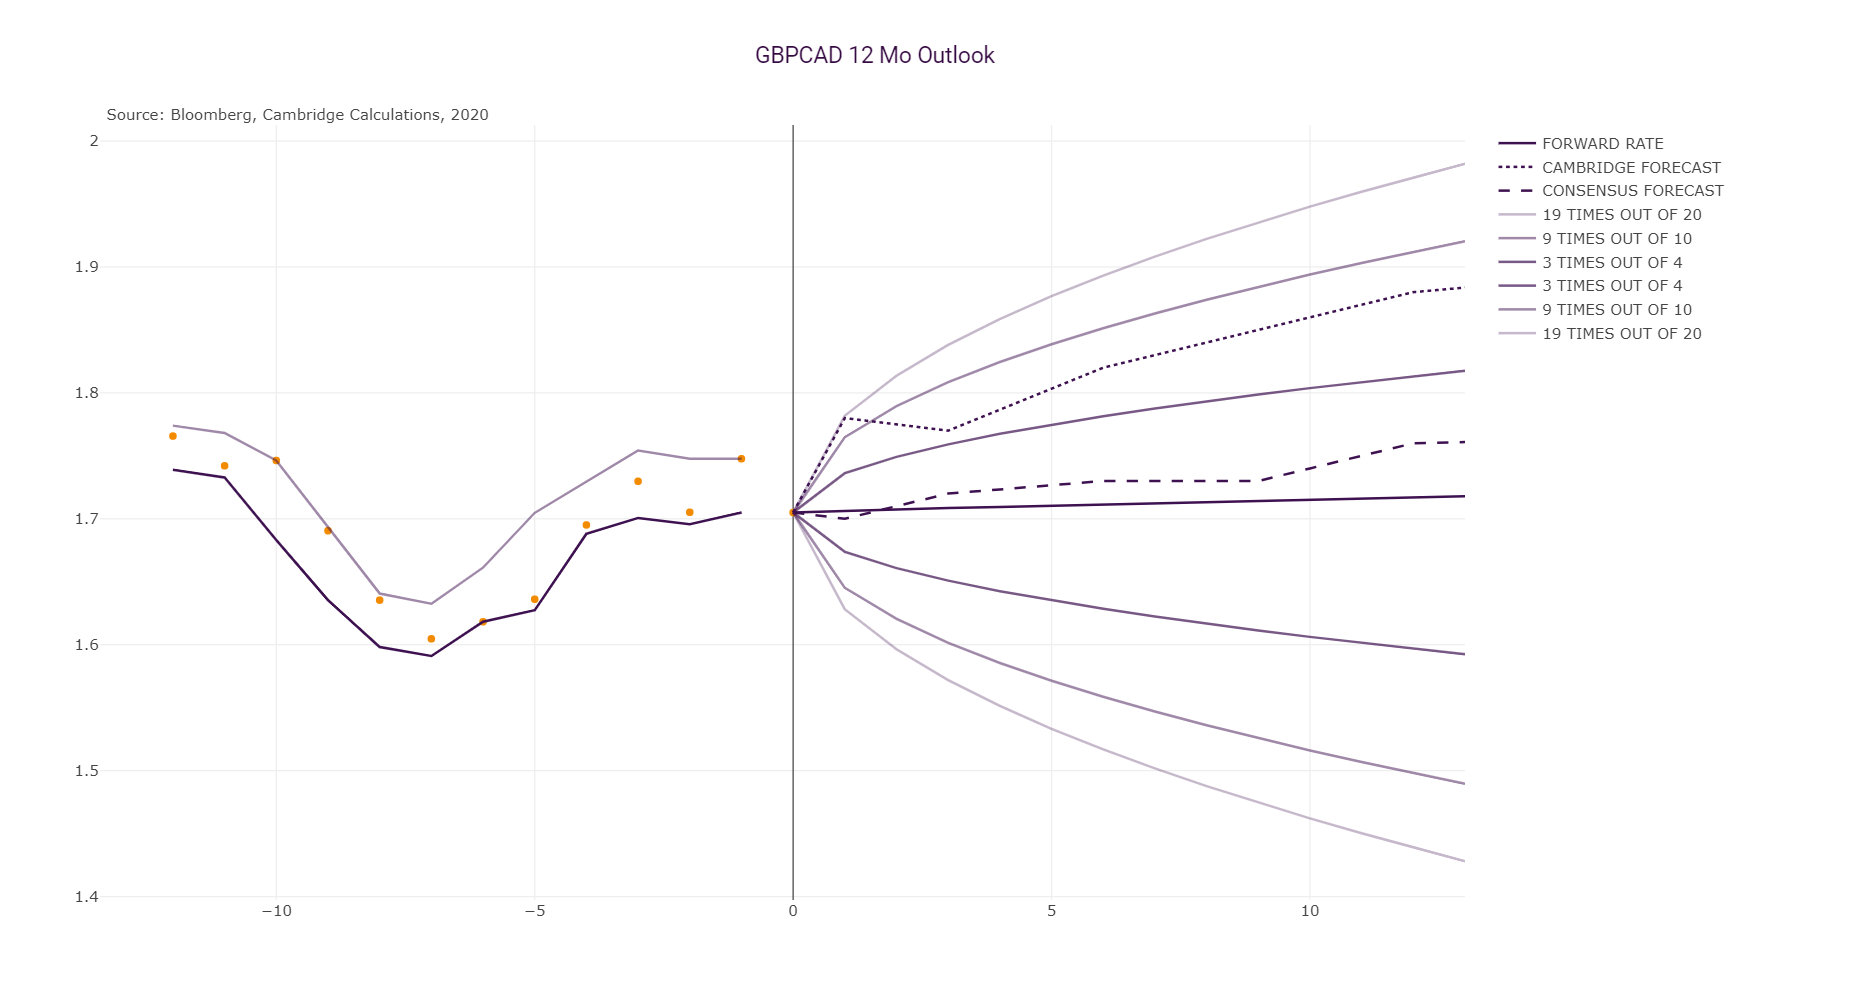 GBPCAD 12 Mo Outlook
Source: Bloomberg, Cambridge Calculations, 2020
2
1.9
1.8
1.7
1.6
1.5
1.4
−10
−5
0
5
10
FORWARD RATE
CAMBRIDGE FORECAST
CONSENSUS FORECAST
19 TIMES OUT OF 20
9 TIMES OUT OF 10
3 TIMES OUT OF 4
3 TIMES OUT OF 4
9 TIMES OUT OF 10
19 TIMES OUT OF 20